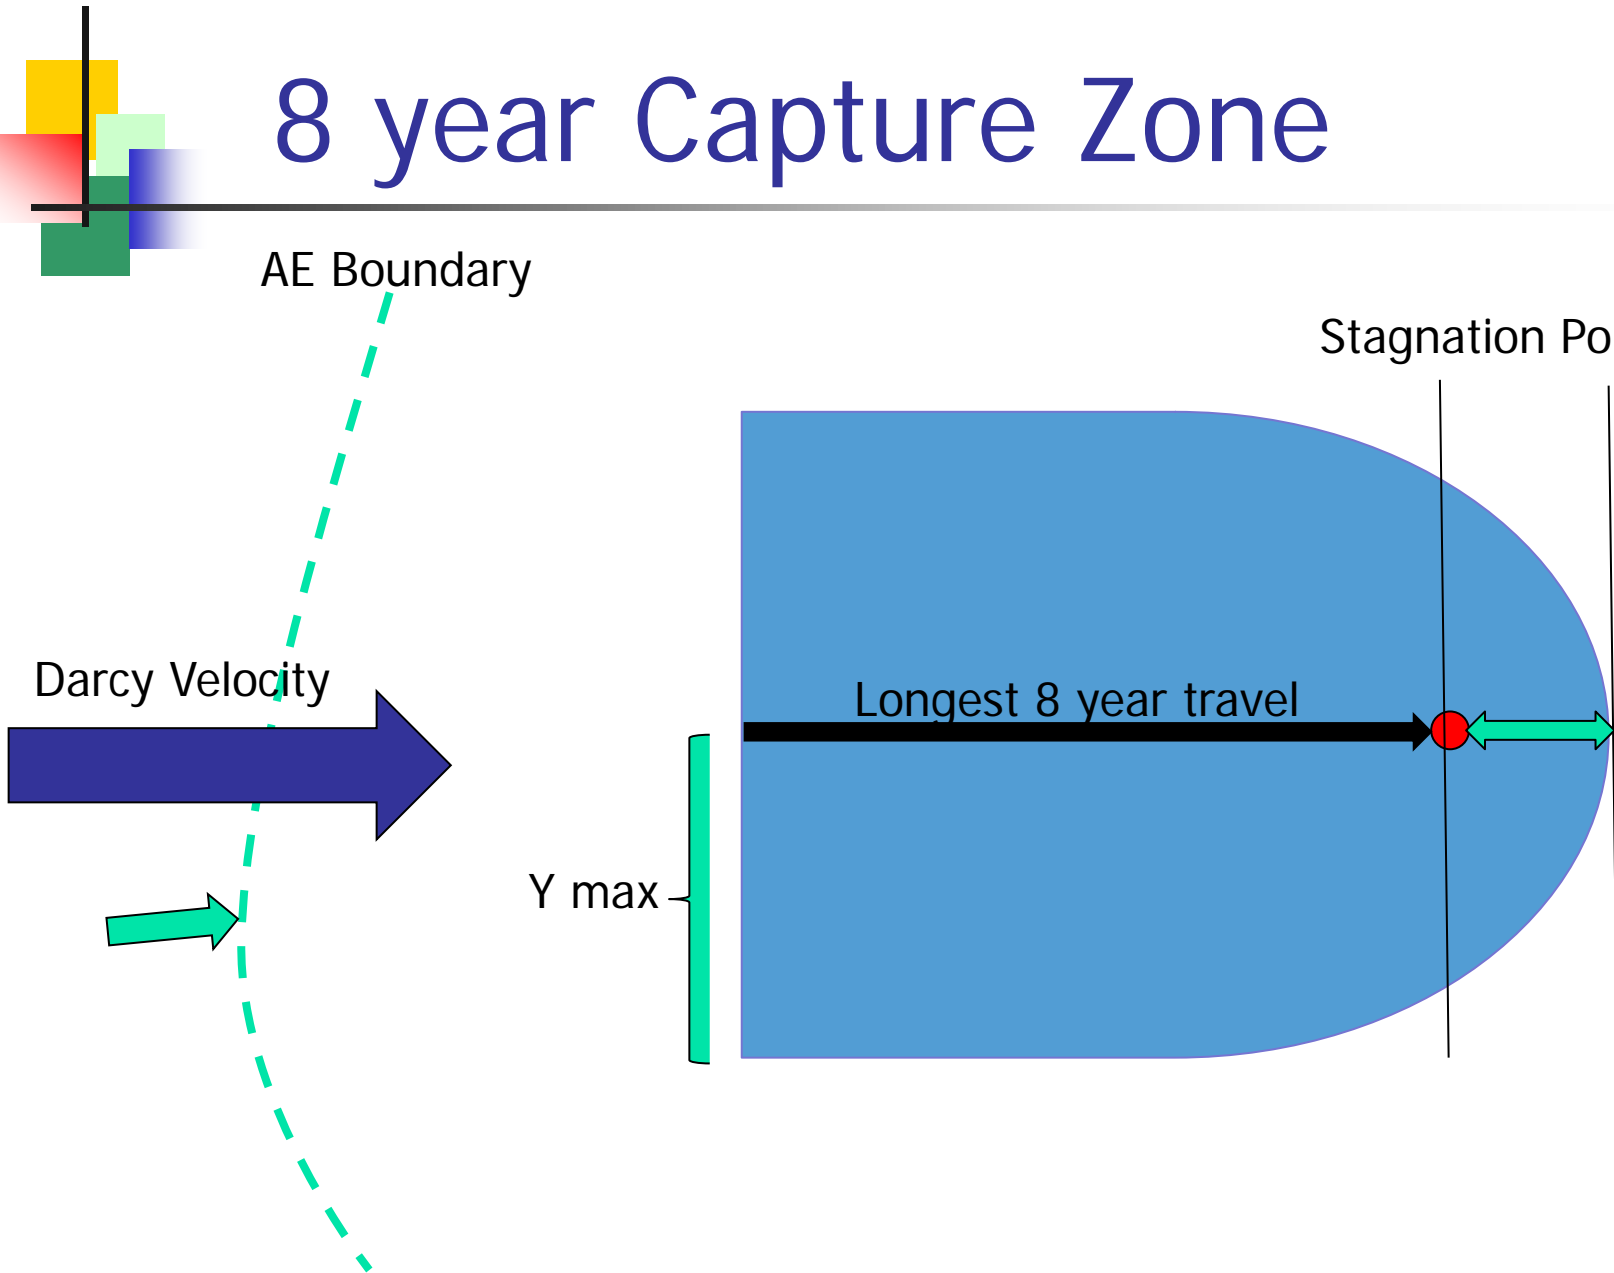 8 year Capture Zone
AE Boundary
Stagnation Po
Darcy Velocity
Longest 8 year travel
Y max